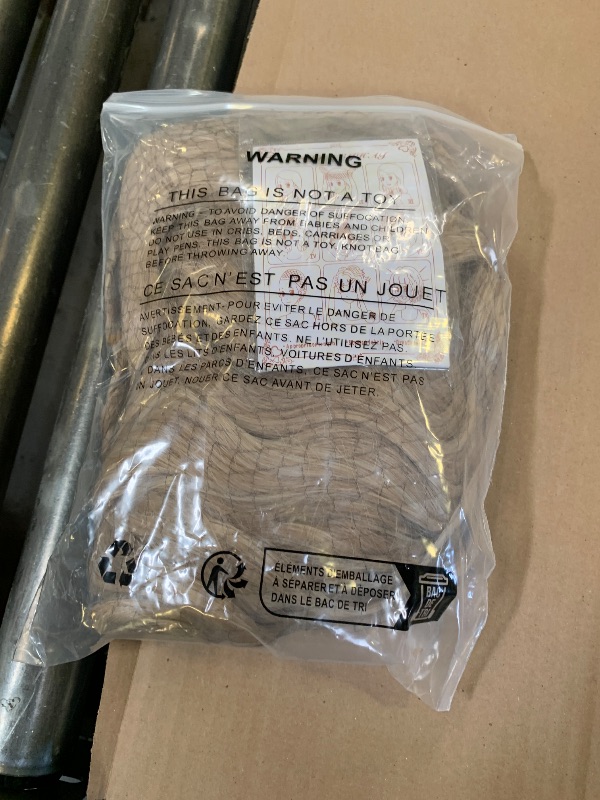 WARNING
THIS BAG IS NOT A TOY
WARNING - TO AVOID DANGER OF SUFFOCATION,
KEEP THIS BAG AWAY FROM BABIES AND CHILDREN
DO NOT USE IN CRIBS, BEDS, CARRIAGES OR
PLAY PENS. THIS BAG IS NOT A TOY. KNOT BAG
BEFORE THROWING AWAY
CE SAC N'EST PAS UN JOUET
AVERTISSEMENT- POUR EVITER LE DANGER DE
SUFFOCATION, GARDEZ CE SAC HORS DE LA PORTEE
DES BEBES ET DES ENFANTS. NE L'UTILISEZ PAS
LES LITS D'ENFANTS, VOITURES D'ENFANTS
DANS LES PARCS D'ENFANTS, CE SAC N'EST PAS
UN JOUET. NOUER CE SAC AVANT DE JETER.
ÉLÉMENTS D'EMBALLAGE
À SÉPARER ET À DÉPOSER
DANS LE BAC DE TRI
BAC
DE
TRI